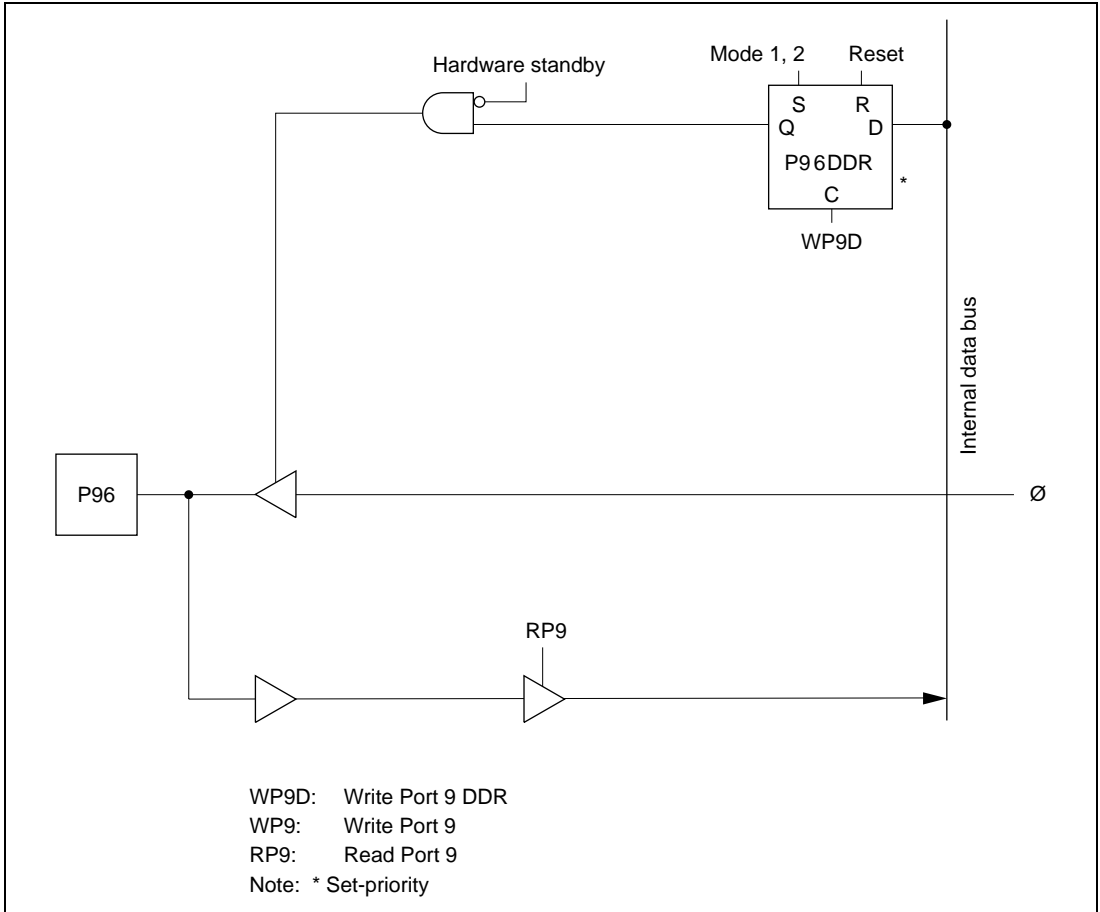 Mode 1, 2 Reset
Hardware standby
S R
Q D
P96DDR
*
C
WP9D
Internal data bus
P96
Ø
RP9
WP9D: Write Port 9 DDR
WP9: Write Port 9
RP9: Read Port 9
Note: * Set-priority